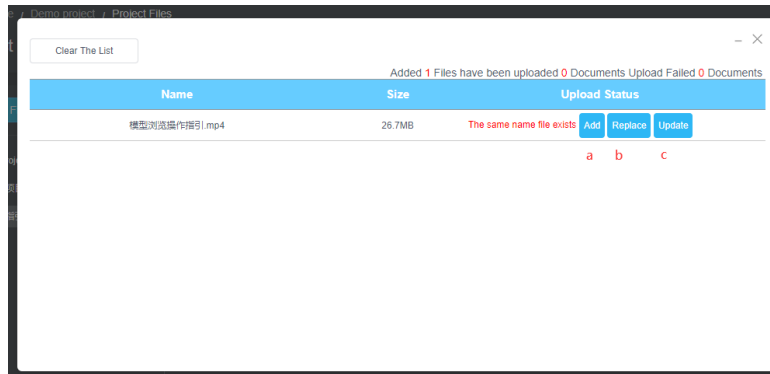 Demo project / Project Files
Clear The List
Added 1 Files have been uploaded 0 Documents Upload Failed 0 Documents
Name Size Upload Status
模型浏览操作指引.mp4 26.7MB The same name file exists Add Replace Update
a b c